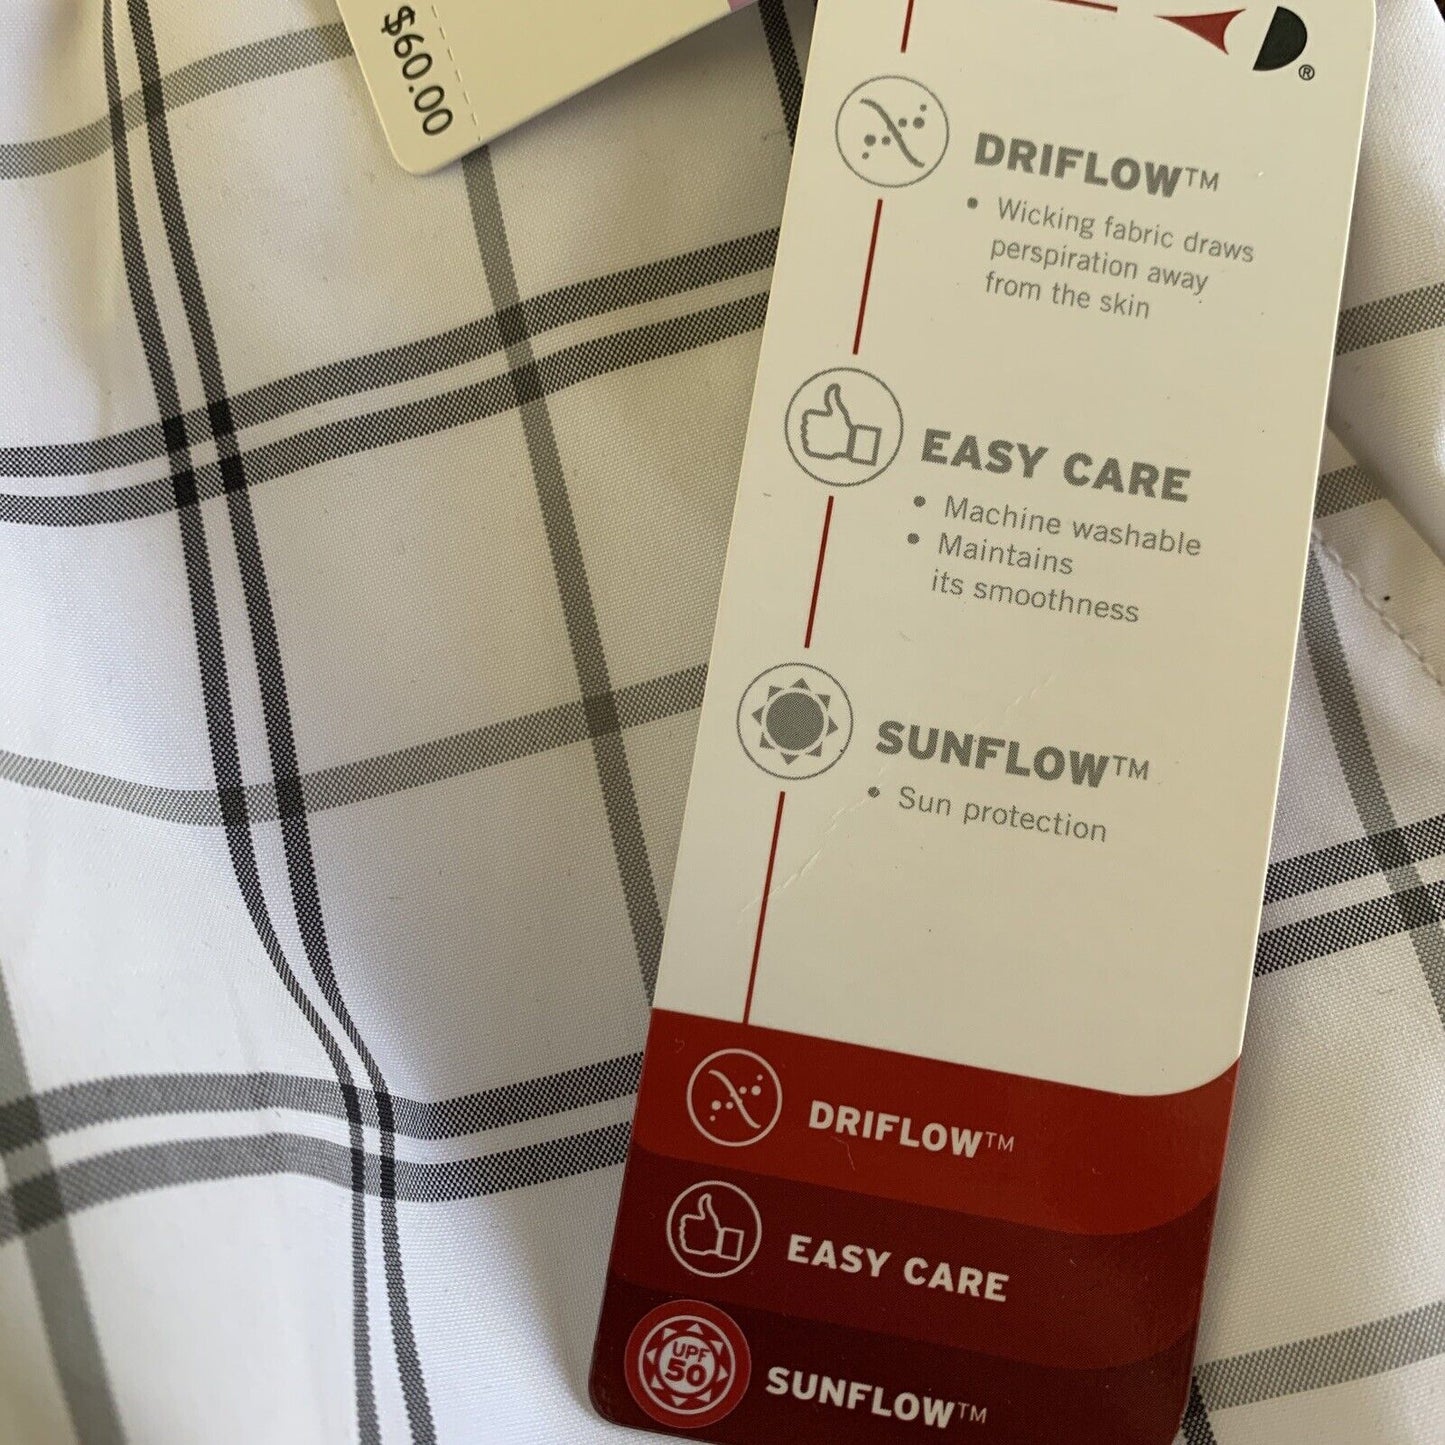 $60.00
®
DRIFLOW™
• Wicking fabric draws
perspiration away
from the skin
EASY CARE
• Machine washable
• Maintains
its smoothness
SUNFLOW™
• Sun protection
DRIFLOW™
EASY CARE
UPF
50
SUNFLOW™